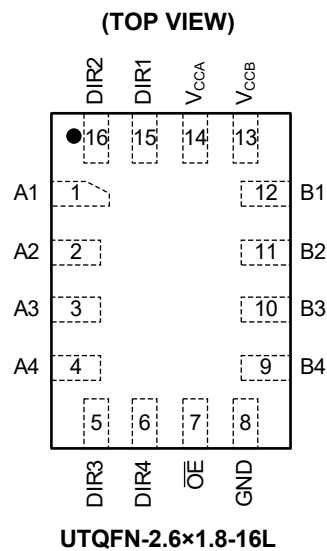 (TOP VIEW)
DIR2 DIR1 VCCA VCCB
16 15 14 13
A1 1 12 B1
A2 2 11 B2
A3 3 10 B3
A4 4 9 B4
5 6 7 8
DIR3 DIR4 O̅E̅ GND
UTQFN-2.6×1.8-16L